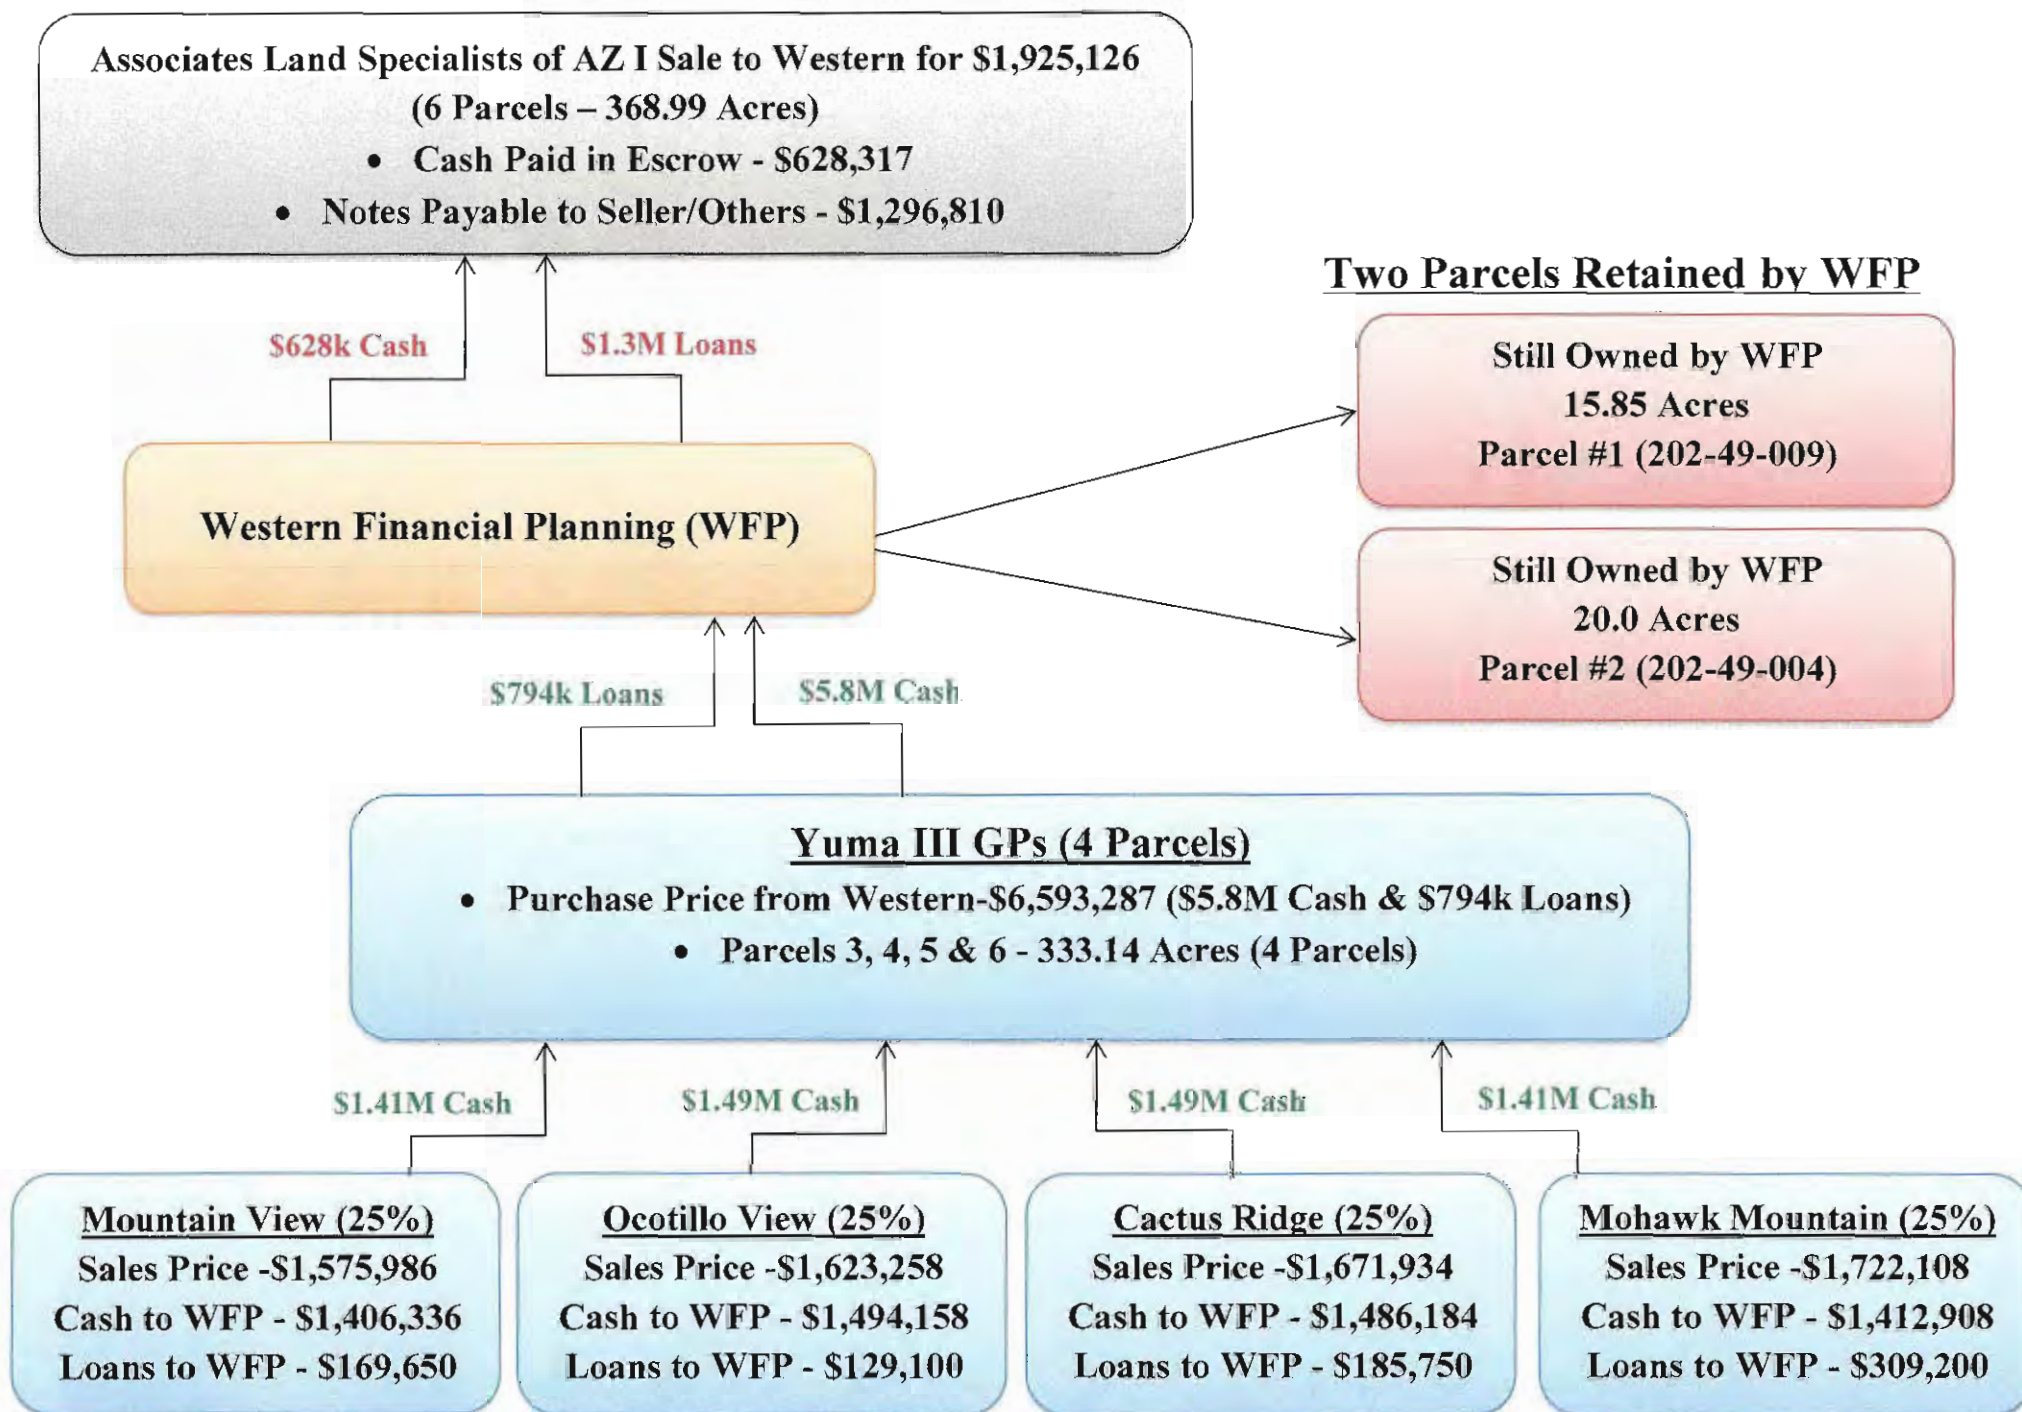 Associates Land Specialists of AZ I Sale to Western for $1,925,126
(6 Parcels – 368.99 Acres)
• Cash Paid in Escrow - $628,317
• Notes Payable to Seller/Others - $1,296,810
Two Parcels Retained by WFP
$628k Cash
$1.3M Loans
Still Owned by WFP
15.85 Acres
Parcel #1 (202-49-009)
Western Financial Planning (WFP)
Still Owned by WFP
20.0 Acres
Parcel #2 (202-49-004)
$794k Loans
$5.8M Cash
Yuma III GPs (4 Parcels)
• Purchase Price from Western-$6,593,287 ($5.8M Cash & $794k Loans)
• Parcels 3, 4, 5 & 6 - 333.14 Acres (4 Parcels)
$1.41M Cash
$1.49M Cash
$1.49M Cash
$1.41M Cash
Mountain View (25%)
Sales Price -$1,575,986
Cash to WFP - $1,406,336
Loans to WFP - $169,650
Ocotillo View (25%)
Sales Price -$1,623,258
Cash to WFP - $1,494,158
Loans to WFP - $129,100
Cactus Ridge (25%)
Sales Price -$1,671,934
Cash to WFP - $1,486,184
Loans to WFP - $185,750
Mohawk Mountain (25%)
Sales Price -$1,722,108
Cash to WFP - $1,412,908
Loans to WFP - $309,200